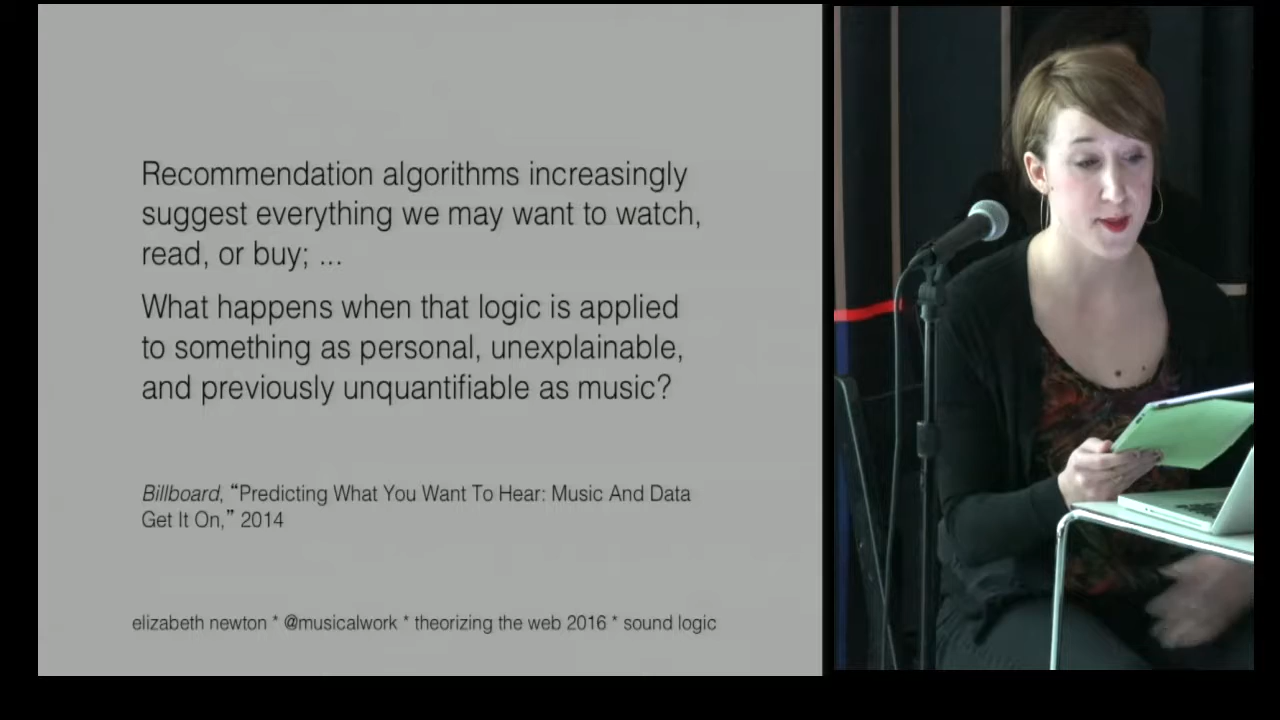 Recommendation algorithms increasingly
suggest everything we may want to watch,
read, or buy; ...
What happens when that logic is applied
to something as personal, unexplainable,
and previously unquantifiable as music?
Billboard, “Predicting What You Want To Hear: Music And Data
Get It On,” 2014
elizabeth newton * @musicalwork * theorizing the web 2016 * sound logic